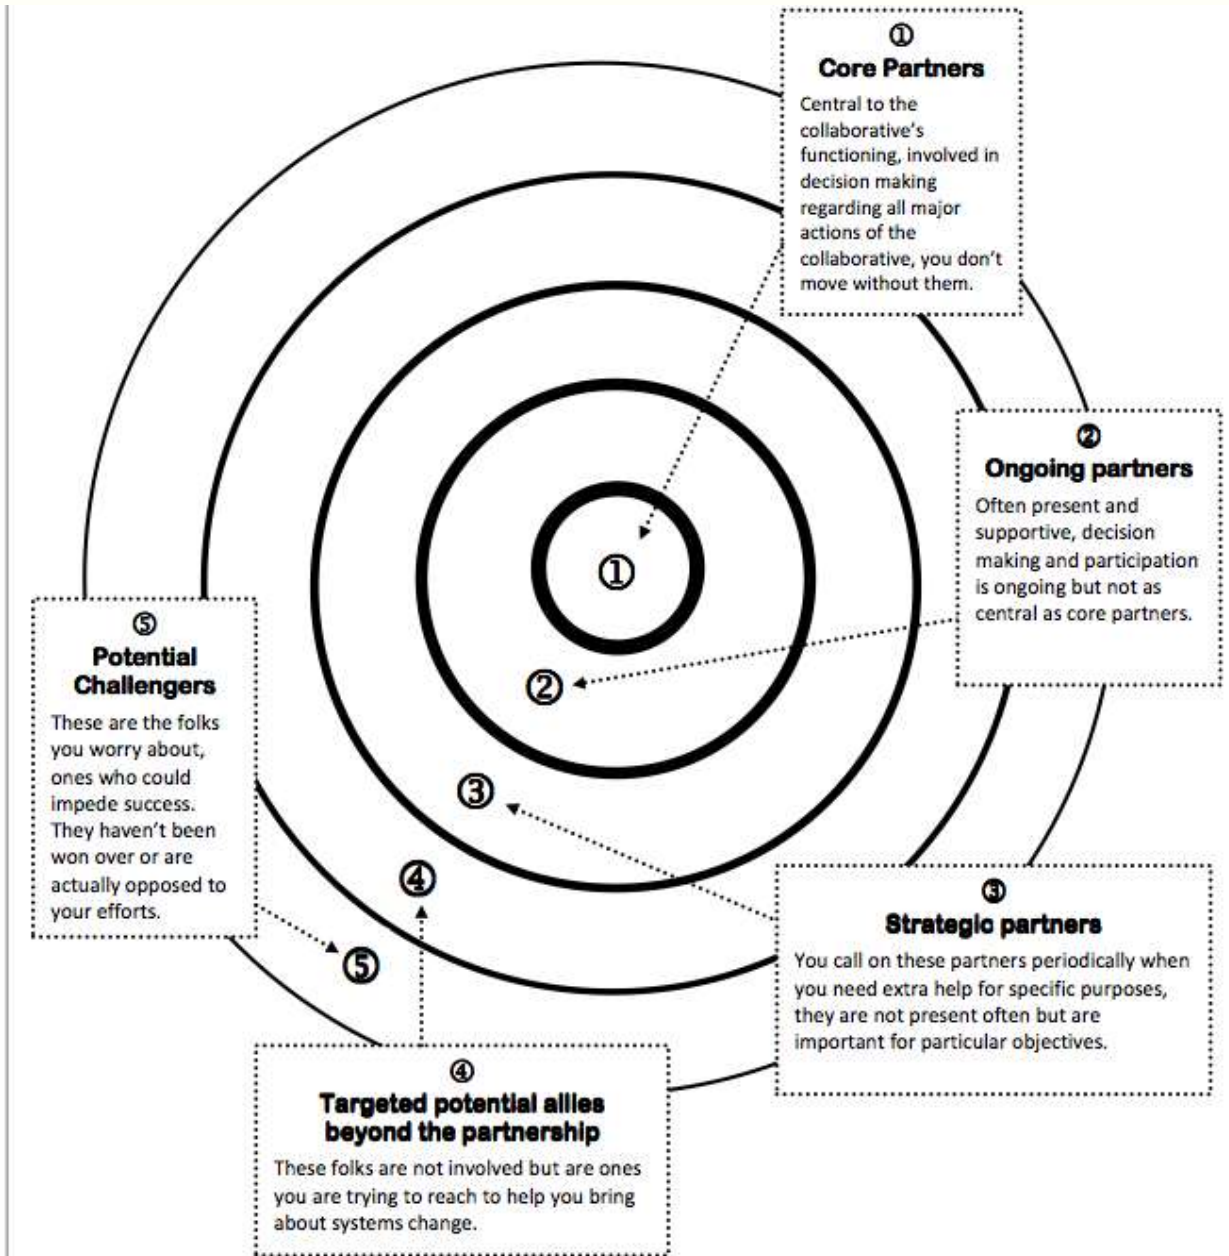 ①
Core Partners
Central to the
collaborative's
functioning, involved in
decision making
regarding all major
actions of the
collaborative, you don't
move without them.
②
Ongoing partners
Often present and
supportive, decision
making and participation
is ongoing but not as
central as core partners.
①
②
③
④
⑤
⑤
Potential
Challengers
These are the folks
you worry about,
ones who could
impede success.
They haven't been
won over or are
actually opposed to
your efforts.
③
Strategic partners
You call on these partners periodically when
you need extra help for specific purposes,
they are not present often but are
important for particular objectives.
④
Targeted potential allies
beyond the partnership
These folks are not involved but are ones
you are trying to reach to help you bring
about systems change.